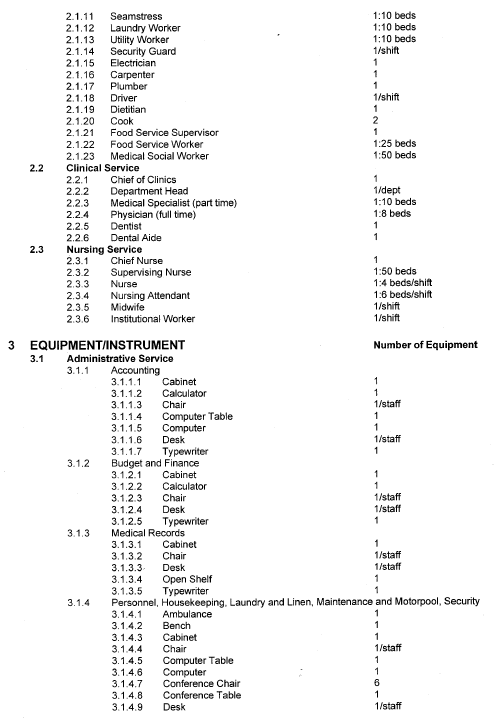 2.1.11 Seamstress 1:10 beds
2.1.12 Laundry Worker 1:10 beds
2.1.13 Utility Worker 1:10 beds
2.1.14 Security Guard 1/shift
2.1.15 Electrician 1
2.1.16 Carpenter 1
2.1.17 Plumber 1
2.1.18 Driver 1/shift
2.1.19 Dietitian 1
2.1.20 Cook 2
2.1.21 Food Service Supervisor 1
2.1.22 Food Service Worker 1:25 beds
2.1.23 Medical Social Worker 1:50 beds
2.2 Clinical Service
2.2.1 Chief of Clinics 1
2.2.2 Department Head 1/dept
2.2.3 Medical Specialist (part time) 1:10 beds
2.2.4 Physician (full time) 1:8 beds
2.2.5 Dentist 1
2.2.6 Dental Aide 1
2.3 Nursing Service
2.3.1 Chief Nurse 1
2.3.2 Supervising Nurse 1:50 beds
2.3.3 Nurse 1:4 beds/shift
2.3.4 Nursing Attendant 1:6 beds/shift
2.3.5 Midwife 1/shift
2.3.6 Institutional Worker 1/shift
3 EQUIPMENT/INSTRUMENT Number of Equipment
3.1 Administrative Service
3.1.1 Accounting
3.1.1.1 Cabinet 1
3.1.1.2 Calculator 1
3.1.1.3 Chair 1/staff
3.1.1.4 Computer Table 1
3.1.1.5 Computer 1
3.1.1.6 Desk 1/staff
3.1.1.7 Typewriter 1
3.1.2 Budget and Finance
3.1.2.1 Cabinet 1
3.1.2.2 Calculator 1
3.1.2.3 Chair 1/staff
3.1.2.4 Desk 1/staff
3.1.2.5 Typewriter 1
3.1.3 Medical Records
3.1.3.1 Cabinet 1
3.1.3.2 Chair 1/staff
3.1.3.3 Desk 1/staff
3.1.3.4 Open Shelf 1
3.1.3.5 Typewriter 1
3.1.4 Personnel, Housekeeping, Laundry and Linen, Maintenance and Motorpool, Security
3.1.4.1 Ambulance 1
3.1.4.2 Bench 1
3.1.4.3 Cabinet 1
3.1.4.4 Chair 1/staff
3.1.4.5 Computer Table 1
3.1.4.6 Computer 1
3.1.4.7 Conference Chair 6
3.1.4.8 Conference Table 1
3.1.4.9 Desk 1/staff